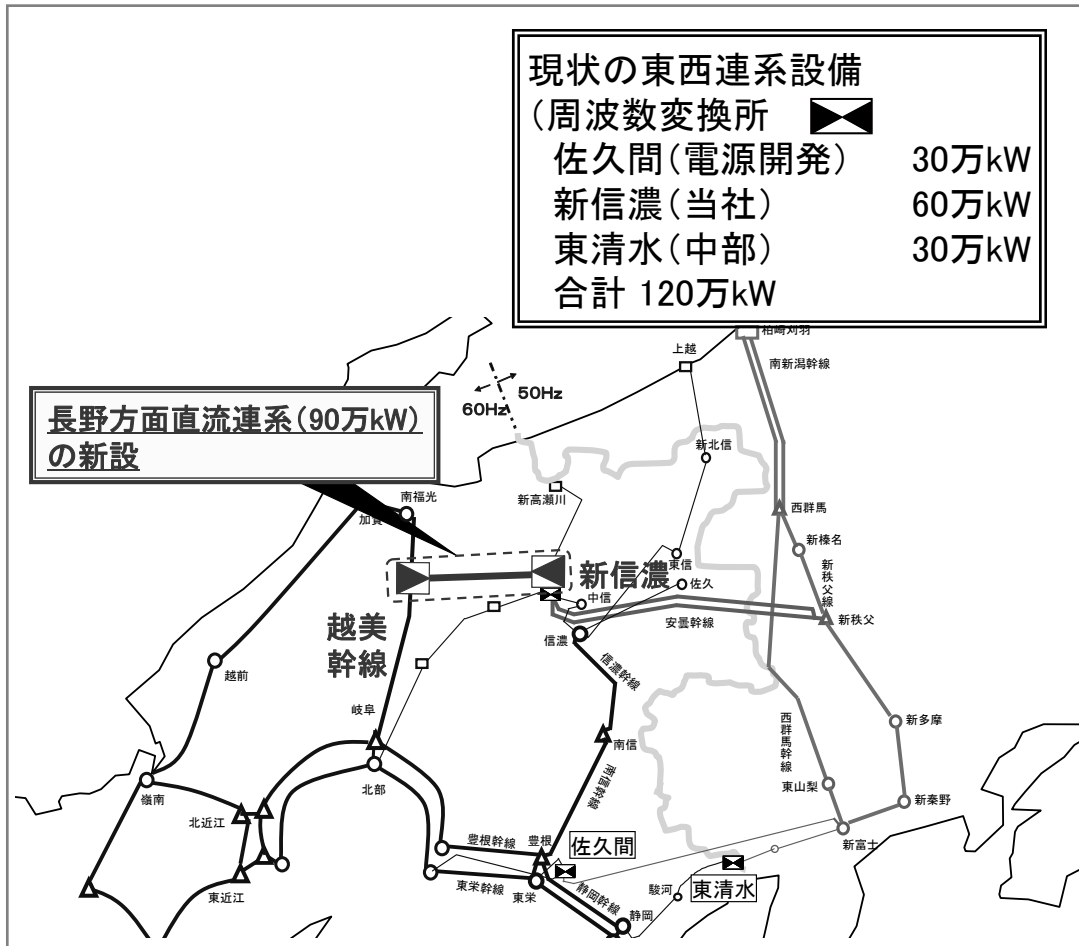 現状の東西連系設備
(周波数変換所
佐久間(電源開発) 30万kW
新信濃(当社) 60万kW
東清水(中部) 30万kW
合計 120万kW
柏崎刈羽
南新潟幹線
上越
50Hz
60Hz
長野方面直流連系(90万kW)
の新設
新北信
新高瀬川
南福光
加賀
西群馬
新榛名
東信
新信濃
佐久
新秩父線
中信
安曇幹線
新秩父
越美
幹線
信濃
信濃幹線
越前
岐阜
南信
西群馬幹線
新多摩
北部
南信幹線
東山梨
新秦野
嶺南
北近江
豊根幹線
豊根
佐久間
新富士
東近江
東栄幹線
東栄
静岡幹線
駿河
東清水
静岡